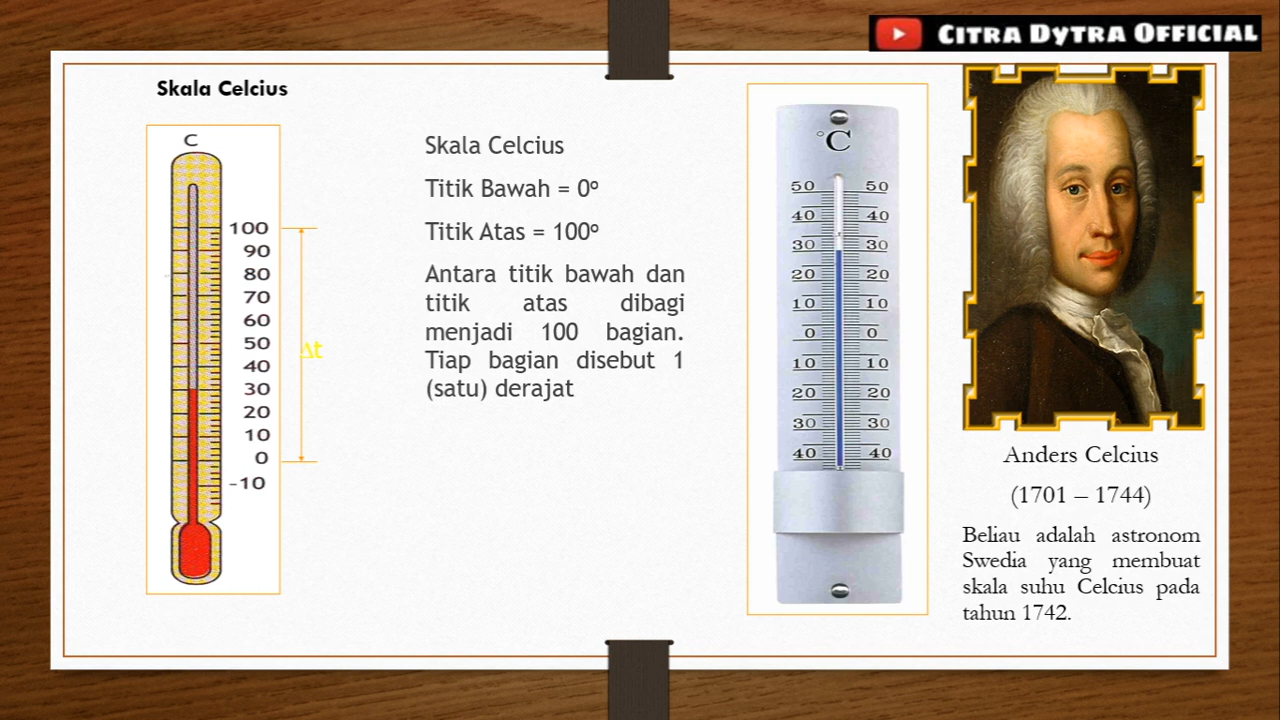 CITRA DYTRA OFFICIAL
Skala Celcius
C
100
90
80
70
60
50
40
30
20
10
0
-10
Δt
Skala Celcius
Titik Bawah = 0º
Titik Atas = 100º
Antara titik bawah dan
titik atas dibagi
menjadi 100 bagian.
Tiap bagian disebut 1
(satu) derajat
°C
50 50
40 40
30 30
20 20
10 10
0 0
10 10
20 20
30 30
40 40
Anders Celcius
(1701 – 1744)
Beliau adalah astronom
Swedia yang membuat
skala suhu Celcius pada
tahun 1742.